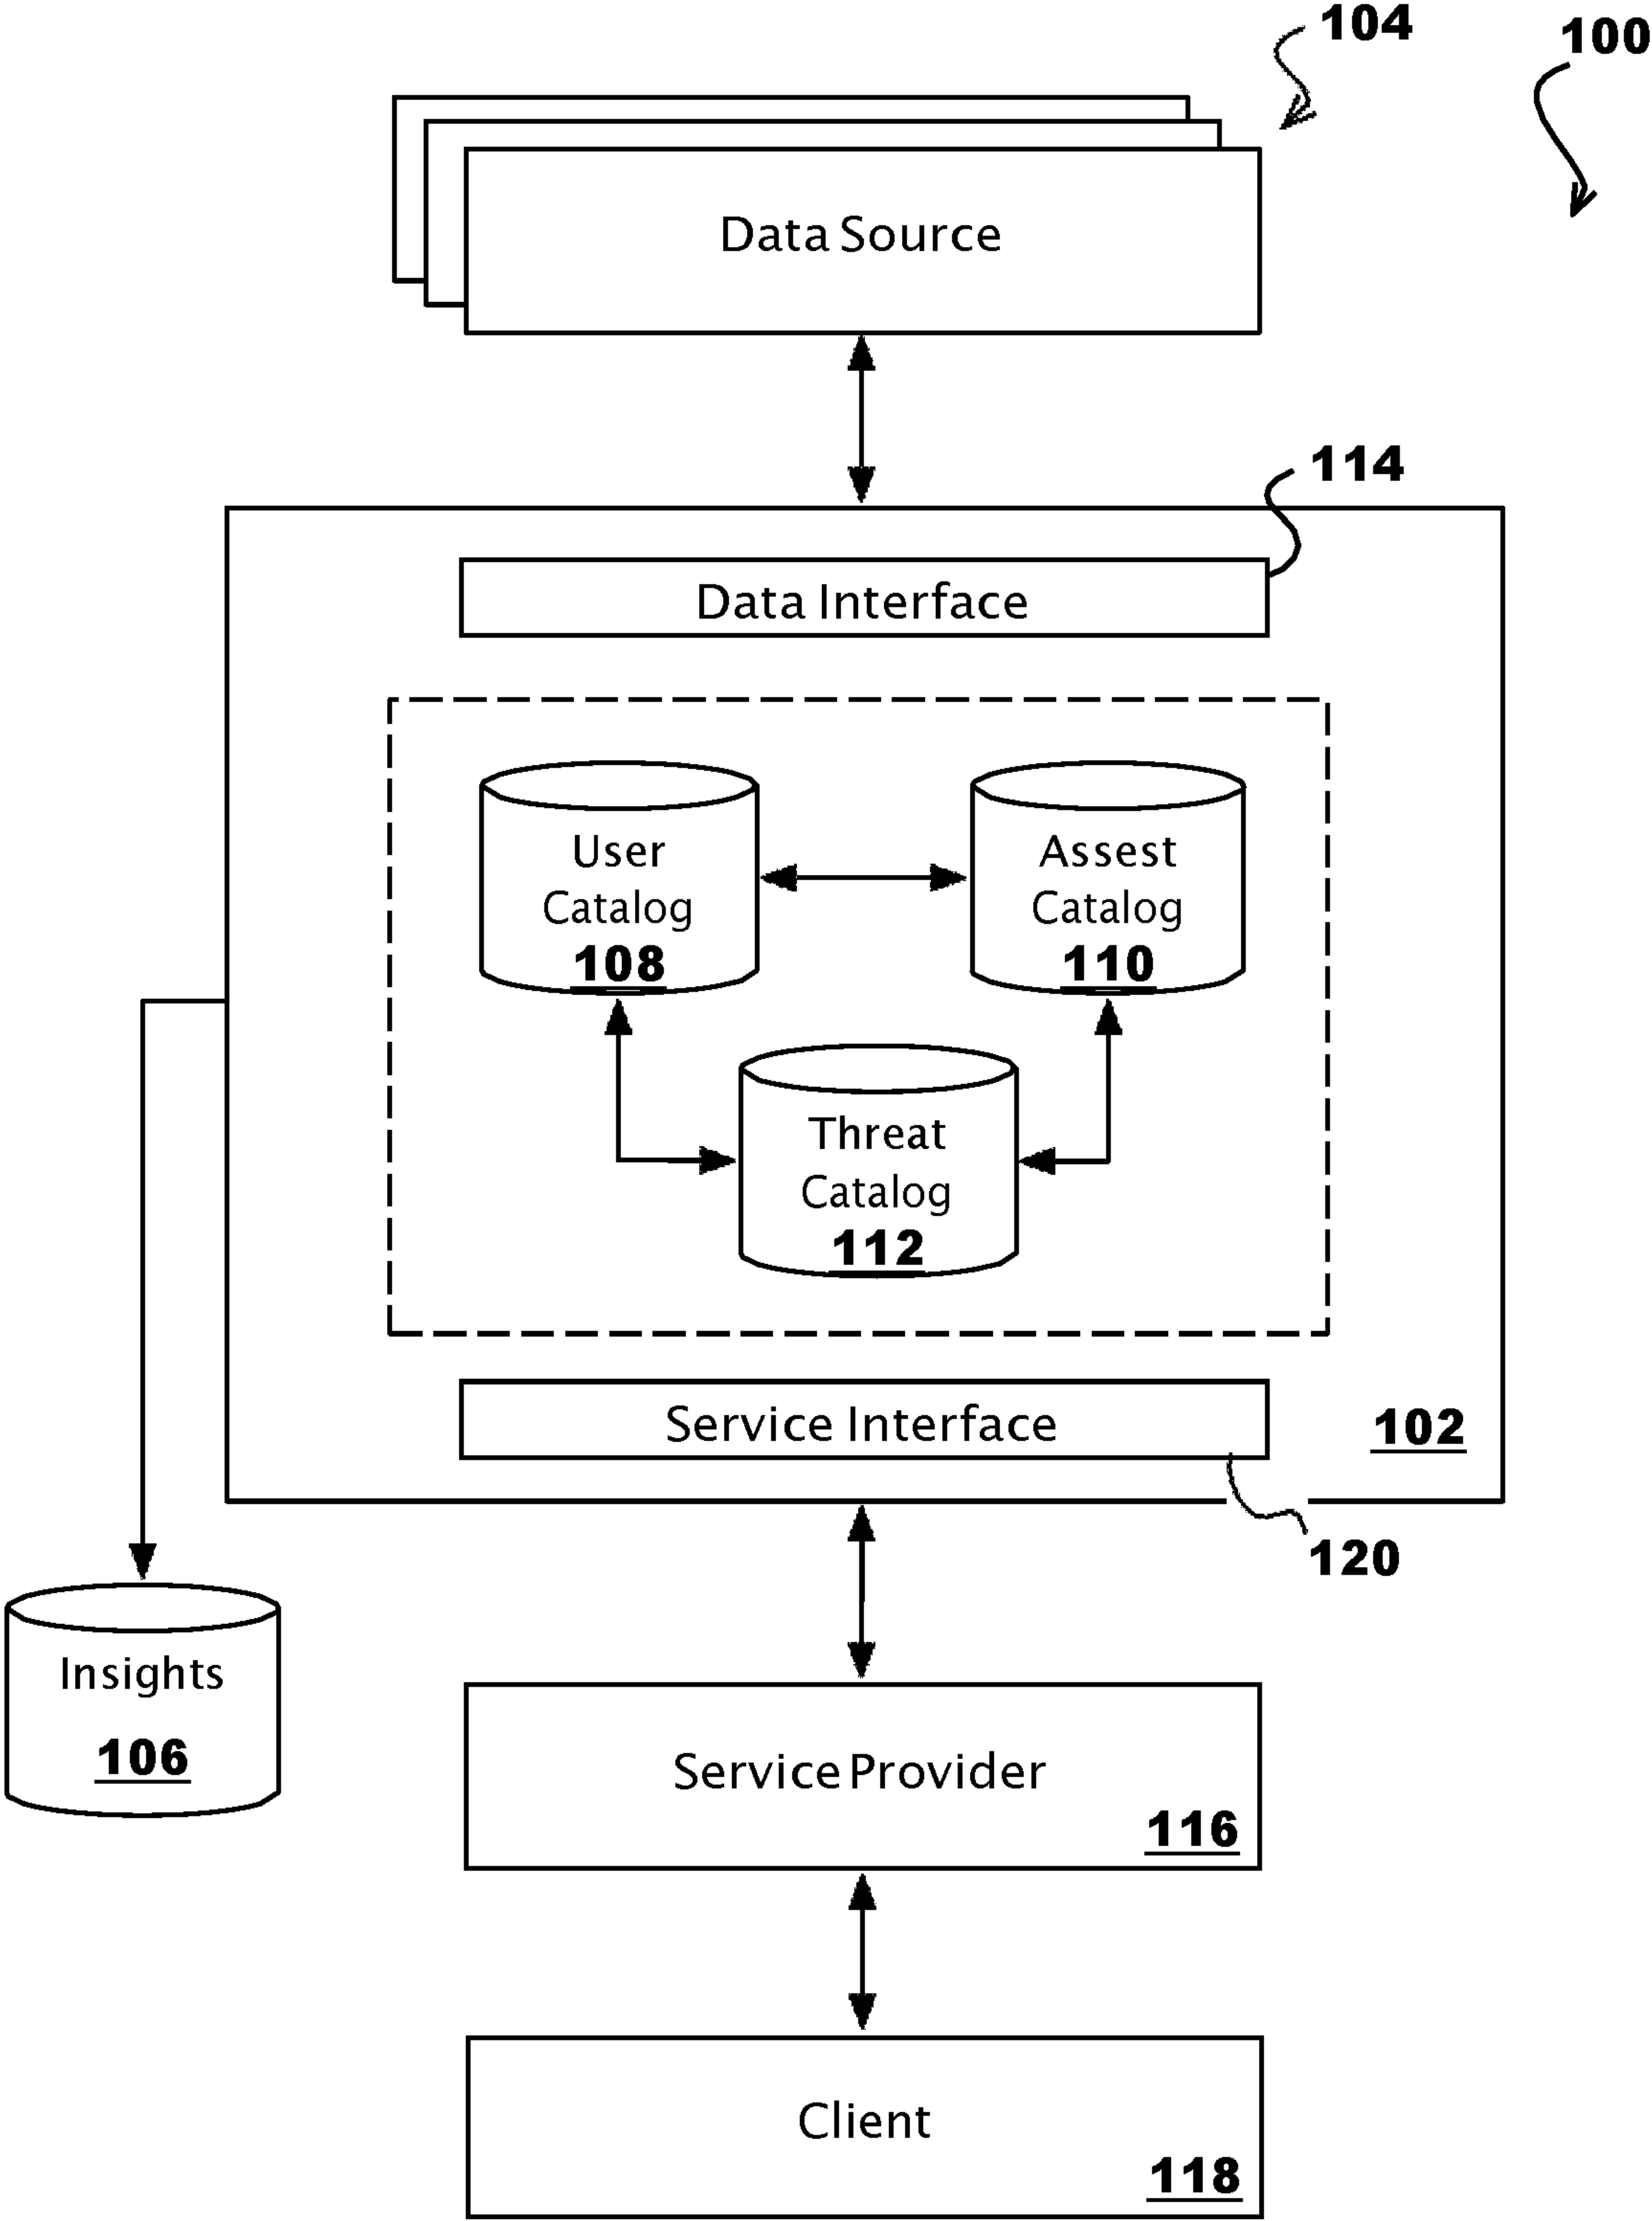 104
100
Data Source
114
Data Interface
User
Catalog
108
Assest
Catalog
110
Threat
Catalog
112
Service Interface
102
120
Insights
106
Service Provider
116
Client
118